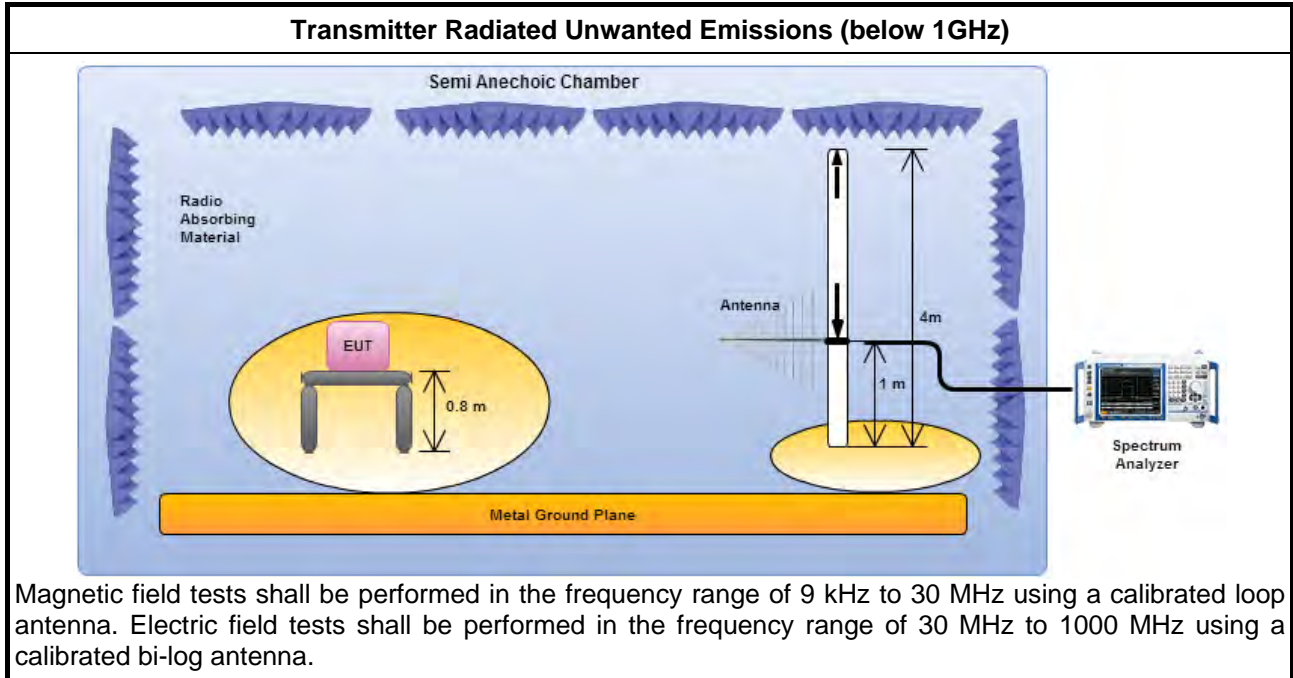 Transmitter Radiated Unwanted Emissions (below 1GHz)
Semi Anechoic Chamber
Radio
Absorbing
Material
Antenna
4m
EUT
1 m
0.8 m
Spectrum
Analyzer
Metal Ground Plane
Magnetic field tests shall be performed in the frequency range of 9 kHz to 30 MHz using a calibrated loop
antenna. Electric field tests shall be performed in the frequency range of 30 MHz to 1000 MHz using a
calibrated bi-log antenna.